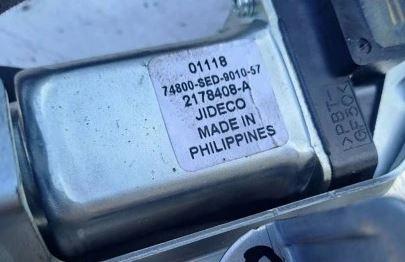 01118
74800-SED-9010-57
2178408-A
JIDECO
MADE IN
PHILIPPINES
>PBT-
GF30<